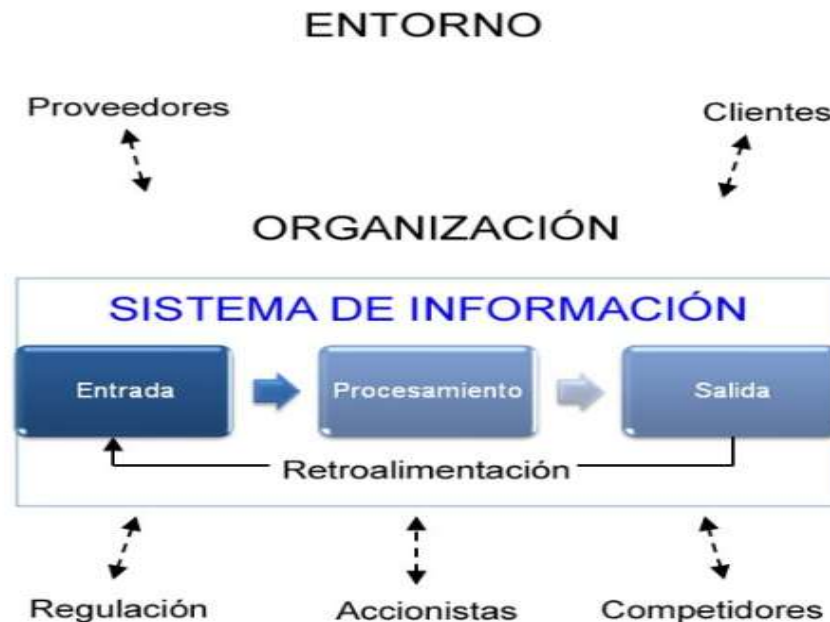 ENTORNO
Proveedores
Clientes
ORGANIZACIÓN
SISTEMA DE INFORMACIÓN
Entrada
Procesamiento
Salida
Retroalimentación
Regulación
Accionistas
Competidores